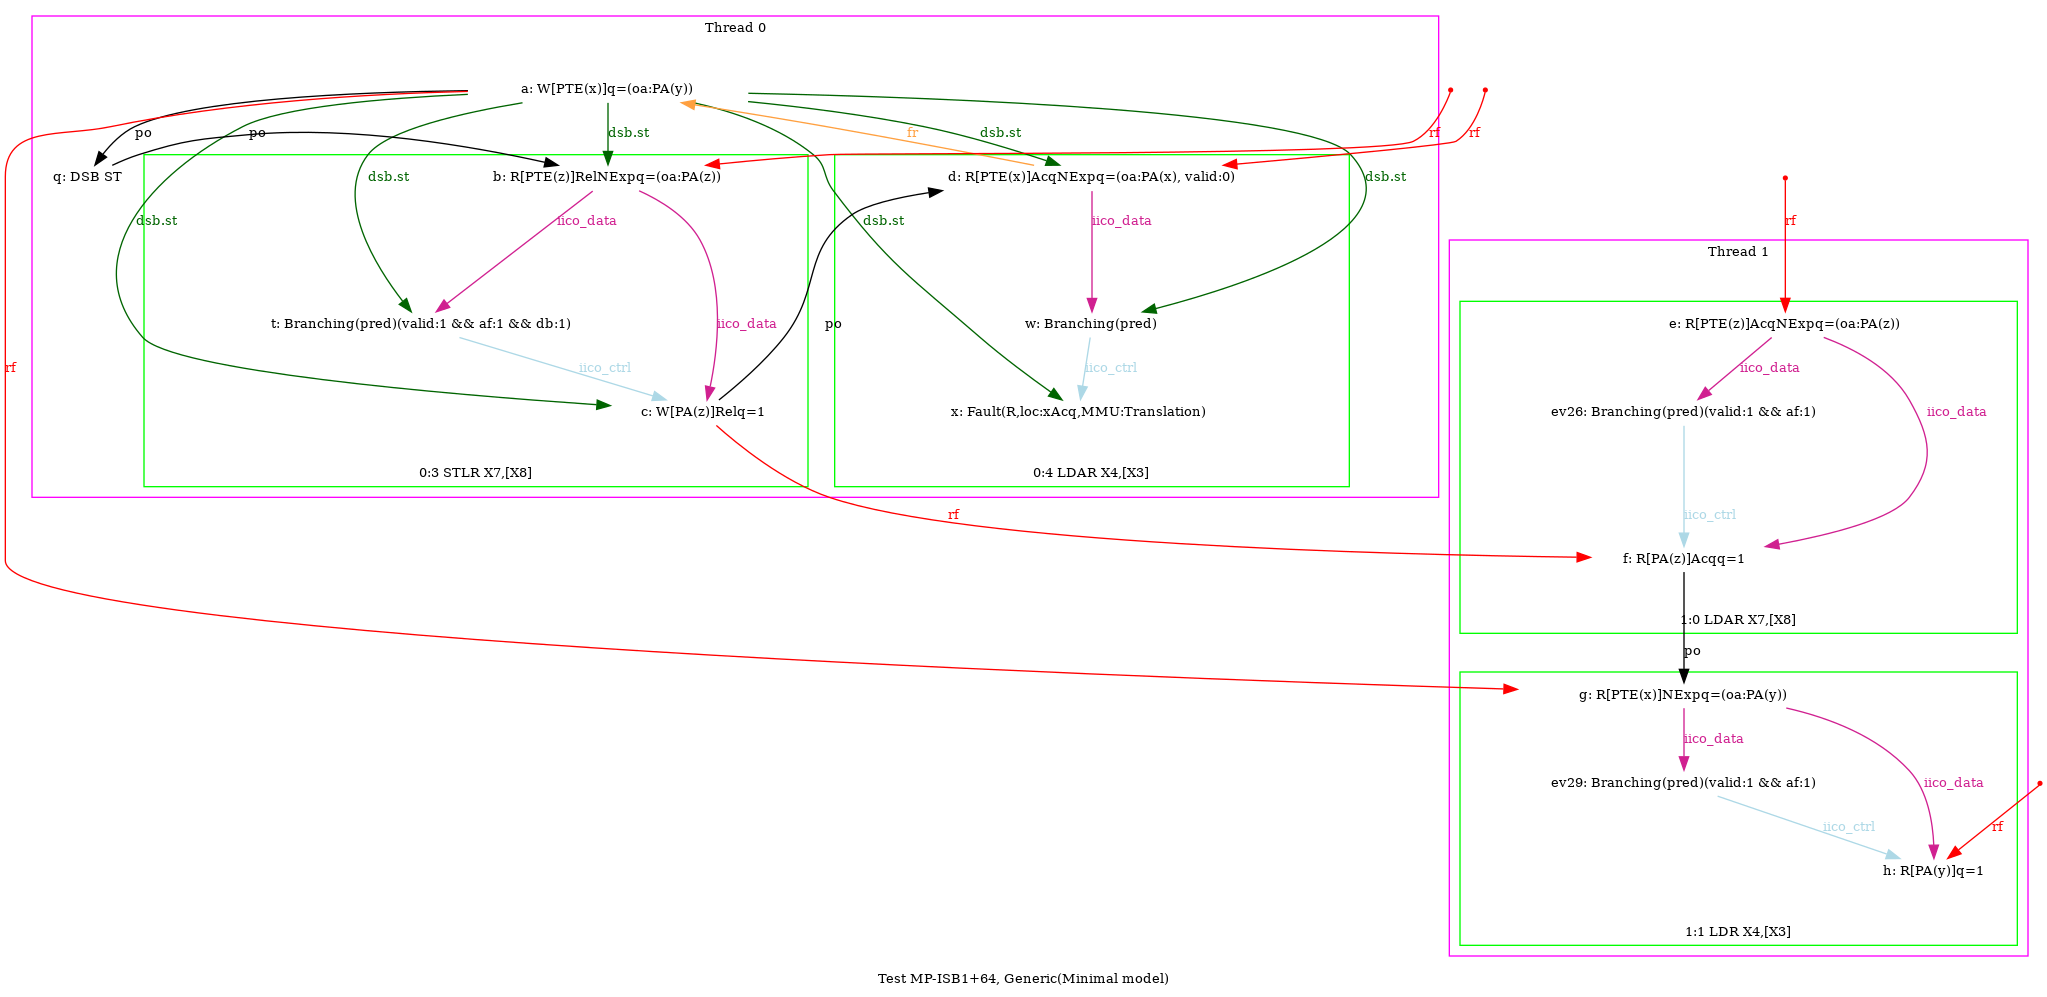 Thread 0
a: W[PTE(x)]q=(oa:PA(y))
po
po
dsb.st
fr
dsb.st
rf
rf
q: DSB ST
dsb.st
b: R[PTE(z)]RelNExpq=(oa:PA(z))
d: R[PTE(x)]AcqNExpq=(oa:PA(x), valid:0)
dsb.st
dsb.st
iico_data
dsb.st
iico_data
rf
Thread 1
t: Branching(pred)(valid:1 && af:1 && db:1)
iico_data
po
w: Branching(pred)
e: R[PTE(z)]AcqNExpq=(oa:PA(z))
rf
iico_ctrl
iico_ctrl
iico_data
c: W[PA(z)]Relq=1
x: Fault(R,loc:xAcq,MMU:Translation)
ev26: Branching(pred)(valid:1 && af:1)
iico_data
0:3 STLR X7,[X8]
0:4 LDAR X4,[X3]
rf
iico_ctrl
f: R[PA(z)]Acqq=1
1:0 LDAR X7,[X8]
po
g: R[PTE(x)]NExpq=(oa:PA(y))
iico_data
ev29: Branching(pred)(valid:1 && af:1)
iico_data
iico_ctrl
rf
h: R[PA(y)]q=1
1:1 LDR X4,[X3]
Test MP-ISB1+64, Generic(Minimal model)